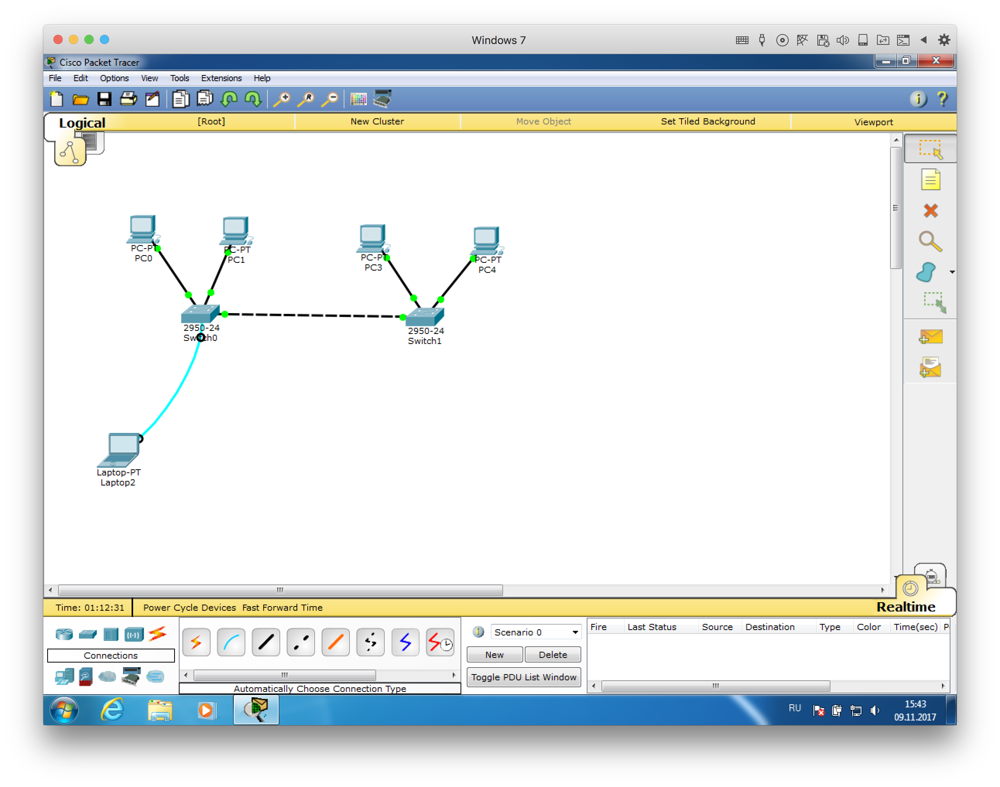 Windows 7
Cisco Packet Tracer
File Edit Options View Tools Extensions Help
Logical [Root] New Cluster Move Object Set Tiled Background Viewport
PC-PT
PC0
PC-PT
PC1
PC-PT
PC3
PC-PT
PC4
2950-24
Switch0
2950-24
Switch1
Laptop-PT
Laptop2
Time: 01:12:31 Power Cycle Devices Fast Forward Time Realtime
Connections
Automatically Choose Connection Type
Scenario 0
New Delete
Toggle PDU List Window
Fire Last Status Source Destination Type Color Time(sec)
RU
15:43
09.11.2017